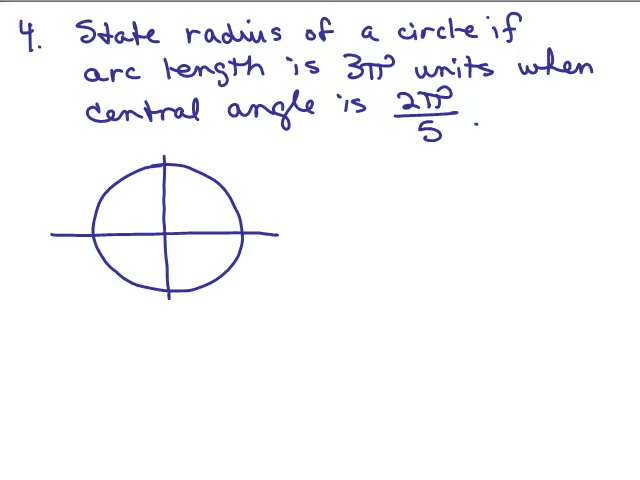 4. State radius of a circle if
arc length is 3π units when
central angle is 2π/5.